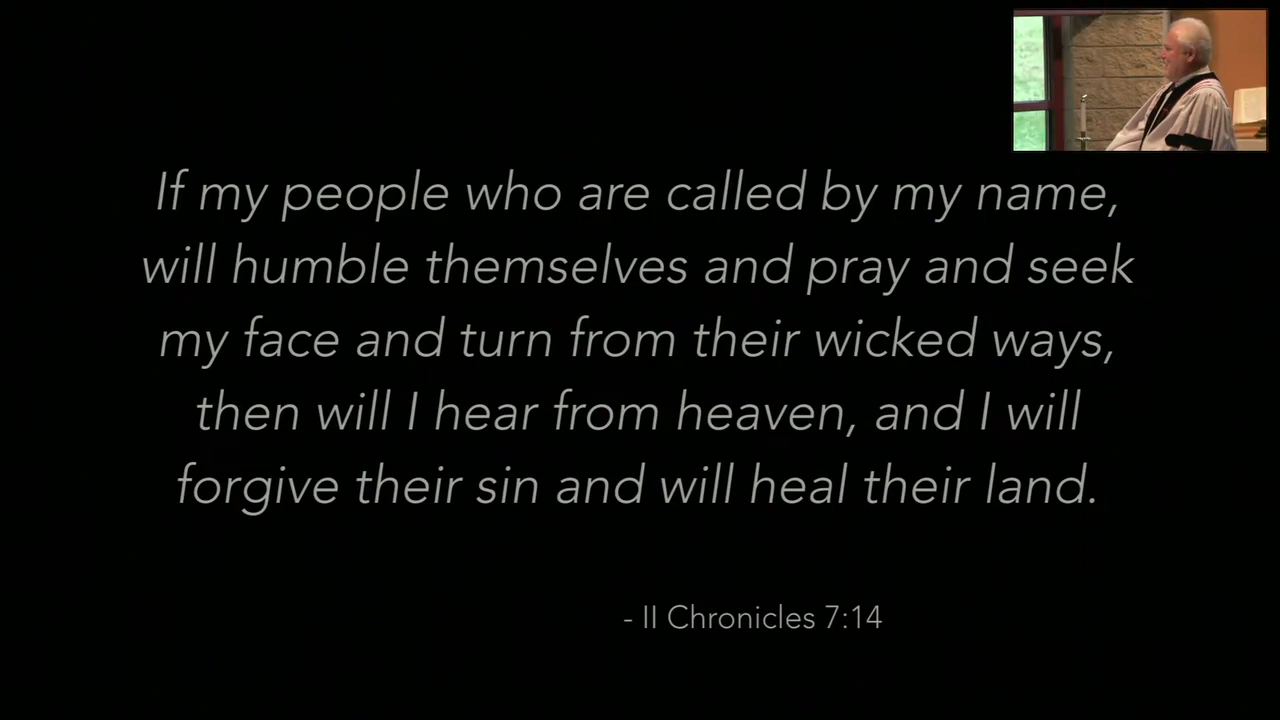 If my people who are called by my name,
will humble themselves and pray and seek
my face and turn from their wicked ways,
then will I hear from heaven, and I will
forgive their sin and will heal their land.
- II Chronicles 7:14